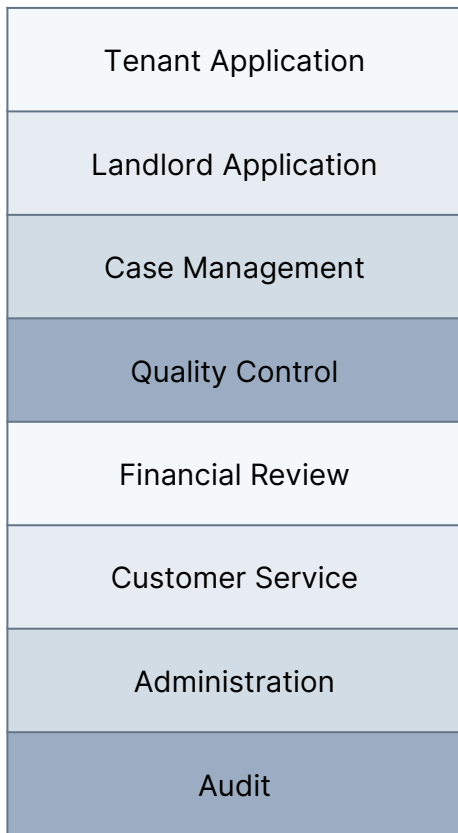 Tenant Application
Landlord Application
Case Management
Quality Control
Financial Review
Customer Service
Administration
Audit